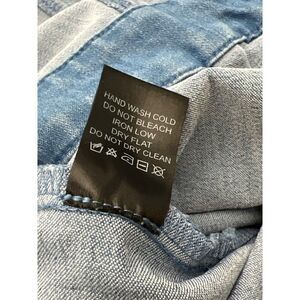 HAND WASH COLD
DO NOT BLEACH
IRON LOW
DRY FLAT
DO NOT DRY CLEAN